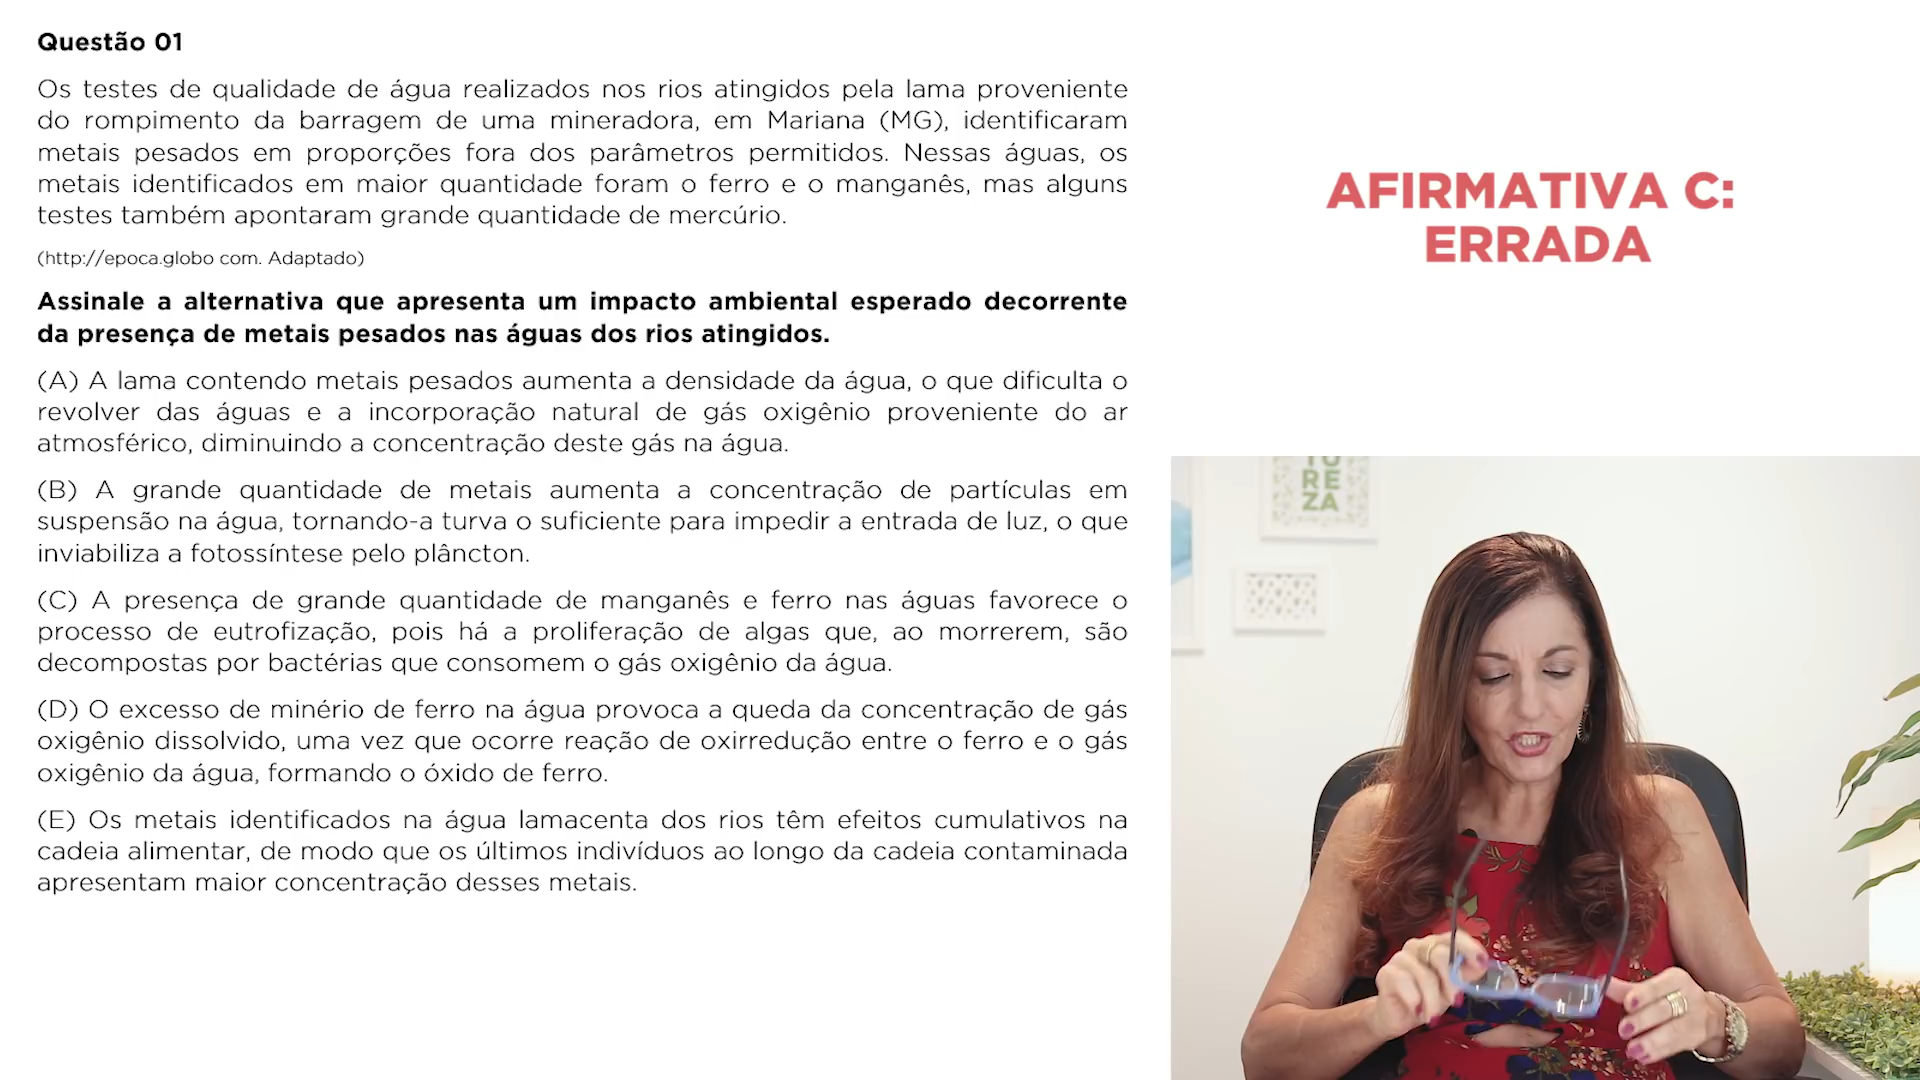 Questão 01
Os testes de qualidade de água realizados nos rios atingidos pela lama proveniente
do rompimento da barragem de uma mineradora, em Mariana (MG), identificaram
metais pesados em proporções fora dos parâmetros permitidos. Nessas águas, os
metais identificados em maior quantidade foram o ferro e o manganês, mas alguns
testes também apontaram grande quantidade de mercúrio.
(http://epoca.globo com. Adaptado)
Assinale a alternativa que apresenta um impacto ambiental esperado decorrente
da presença de metais pesados nas águas dos rios atingidos.
(A) A lama contendo metais pesados aumenta a densidade da água, o que dificulta o
revolver das águas e a incorporação natural de gás oxigênio proveniente do ar
atmosférico, diminuindo a concentração deste gás na água.
(B) A grande quantidade de metais aumenta a concentração de partículas em
suspensão na água, tornando-a turva o suficiente para impedir a entrada de luz, o que
inviabiliza a fotossíntese pelo plâncton.
(C) A presença de grande quantidade de manganês e ferro nas águas favorece o
processo de eutrofização, pois há a proliferação de algas que, ao morrerem, são
decompostas por bactérias que consomem o gás oxigênio da água.
(D) O excesso de minério de ferro na água provoca a queda da concentração de gás
oxigênio dissolvido, uma vez que ocorre reação de oxirredução entre o ferro e o gás
oxigênio da água, formando o óxido de ferro.
(E) Os metais identificados na água lamacenta dos rios têm efeitos cumulativos na
cadeia alimentar, de modo que os últimos indivíduos ao longo da cadeia contaminada
apresentam maior concentração desses metais.
AFIRMATIVA C:
ERRADA
RE
ZA